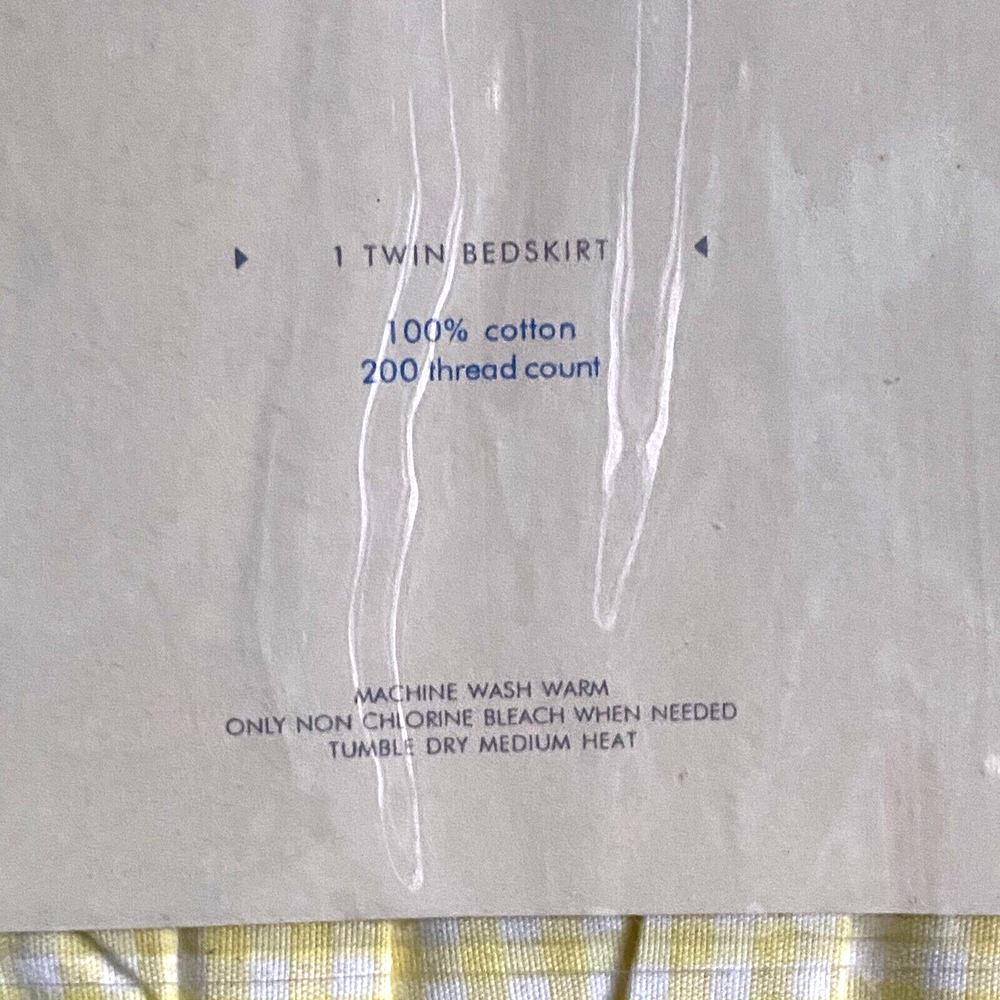 1 TWIN BEDSKIRT
100% cotton
200 thread count
MACHINE WASH WARM
ONLY NON CHLORINE BLEACH WHEN NEEDED
TUMBLE DRY MEDIUM HEAT